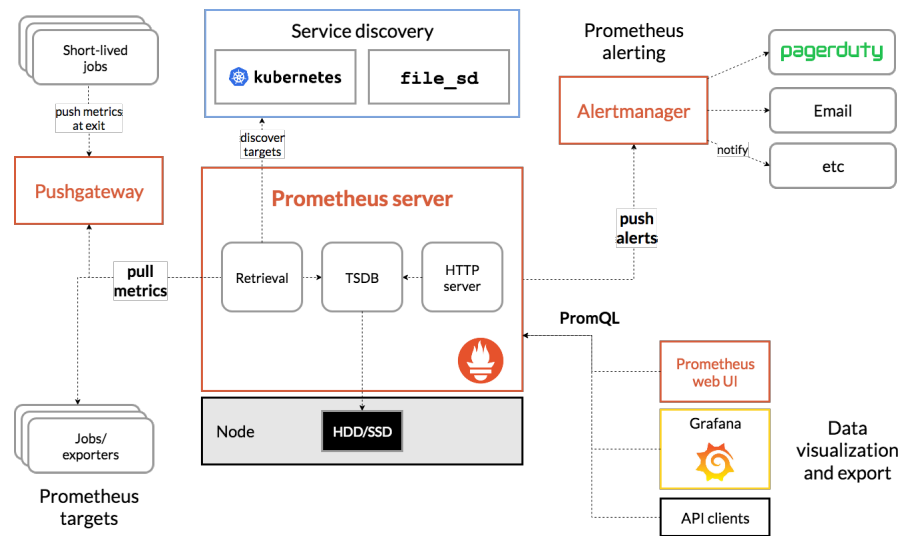 Short-lived
jobs
push metrics
at exit
Pushgateway
pull
metrics
Jobs/
exporters
Prometheus
targets
Service discovery
kubernetes
file_sd
discover
targets
Prometheus server
Retrieval
TSDB
HTTP
server
Node
HDD/SSD
Prometheus
alerting
Alertmanager
push
alerts
notify
pagerduty
Email
etc
PromQL
Prometheus
web UI
Grafana
API clients
Data
visualization
and export